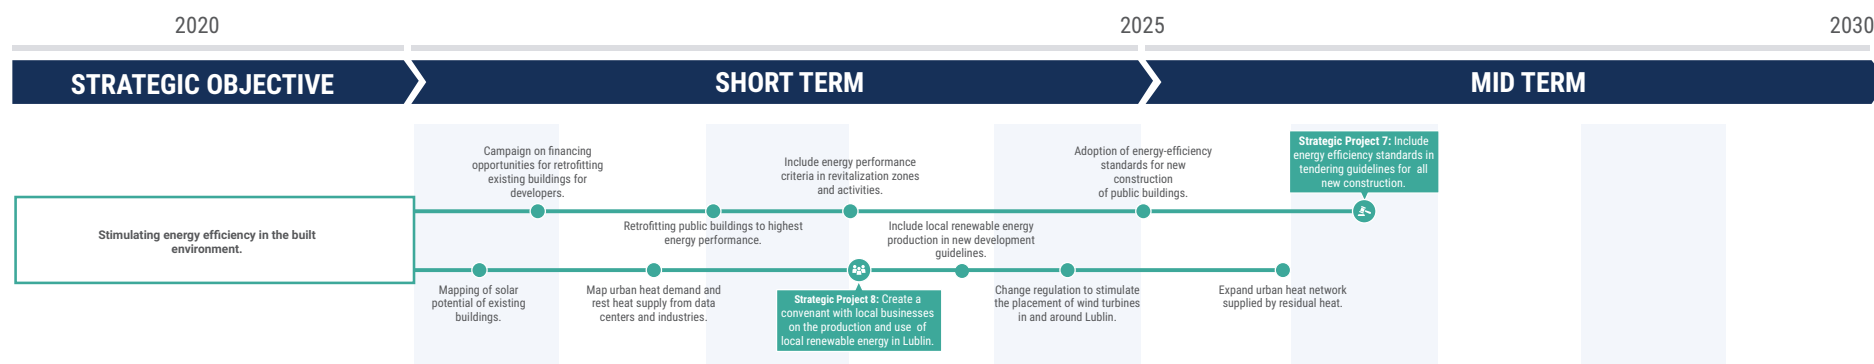 2020
2025
2030
STRATEGIC OBJECTIVE
SHORT TERM
MID TERM
Campaign on financing
opportunities for retrofitting
existing buildings for
developers.
Include energy performance
criteria in revitalization zones
and activities.
Adoption of energy-efficiency
standards for new
construction
of public buildings.
Strategic Project 7: Include
energy efficiency standards in
tendering guidelines for all
new construction.
Stimulating energy efficiency in the built
environment.
Retrofitting public buildings to highest
energy performance.
Include local renewable energy
production in new development
guidelines.
Mapping of solar
potential of existing
buildings.
Map urban heat demand and
rest heat supply from data
centers and industries.
Strategic Project 8: Create a
convenant with local businesses
on the production and use of
local renewable energy in Lublin.
Change regulation to stimulate
the placement of wind turbines
in and around Lublin.
Expand urban heat network
supplied by residual heat.